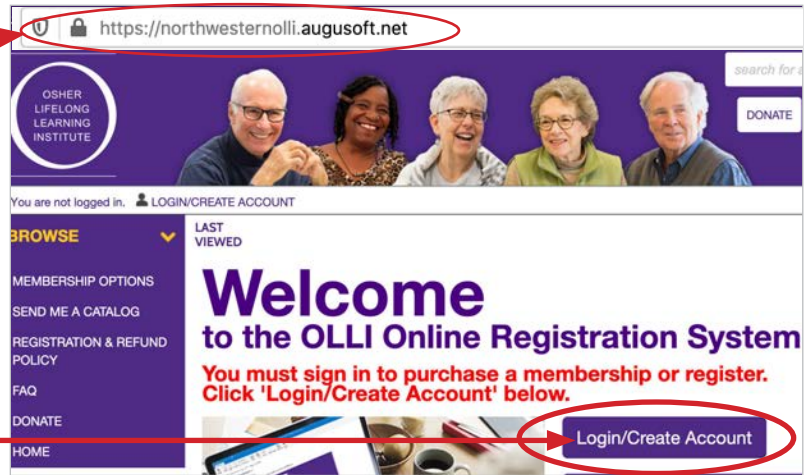 https://northwesternolli.augusoft.net
OSHER
LIFELONG
LEARNING
INSTITUTE
search for a
DONATE
You are not logged in. LOGIN/CREATE ACCOUNT
BROWSE
LAST
VIEWED
MEMBERSHIP OPTIONS
SEND ME A CATALOG
REGISTRATION & REFUND
POLICY
FAQ
DONATE
HOME
Welcome
to the OLLI Online Registration System
You must sign in to purchase a membership or register.
Click 'Login/Create Account' below.
Login/Create Account